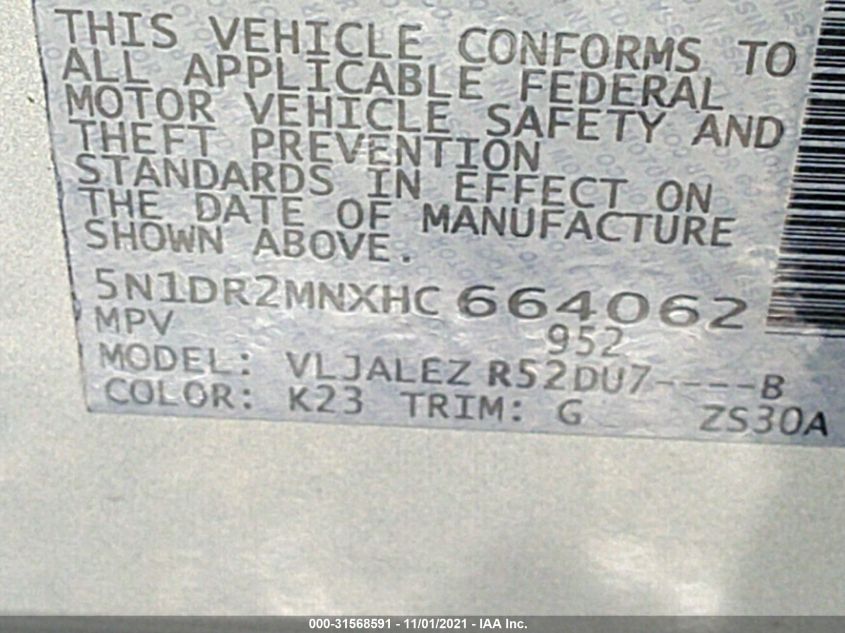 THIS VEHICLE CONFORMS TO
ALL APPLICABLE FEDERAL
MOTOR VEHICLE SAFETY AND
THEFT PREVENTION
STANDARDS IN EFFECT ON
THE DATE OF MANUFACTURE
SHOWN ABOVE.
5N1DR2MNXHC 664062
MPV 952
MODEL: VLJALEZ R52DU7----B
COLOR: K23 TRIM: G ZS30A
000-31568591 - 11/01/2021 - IAA Inc.